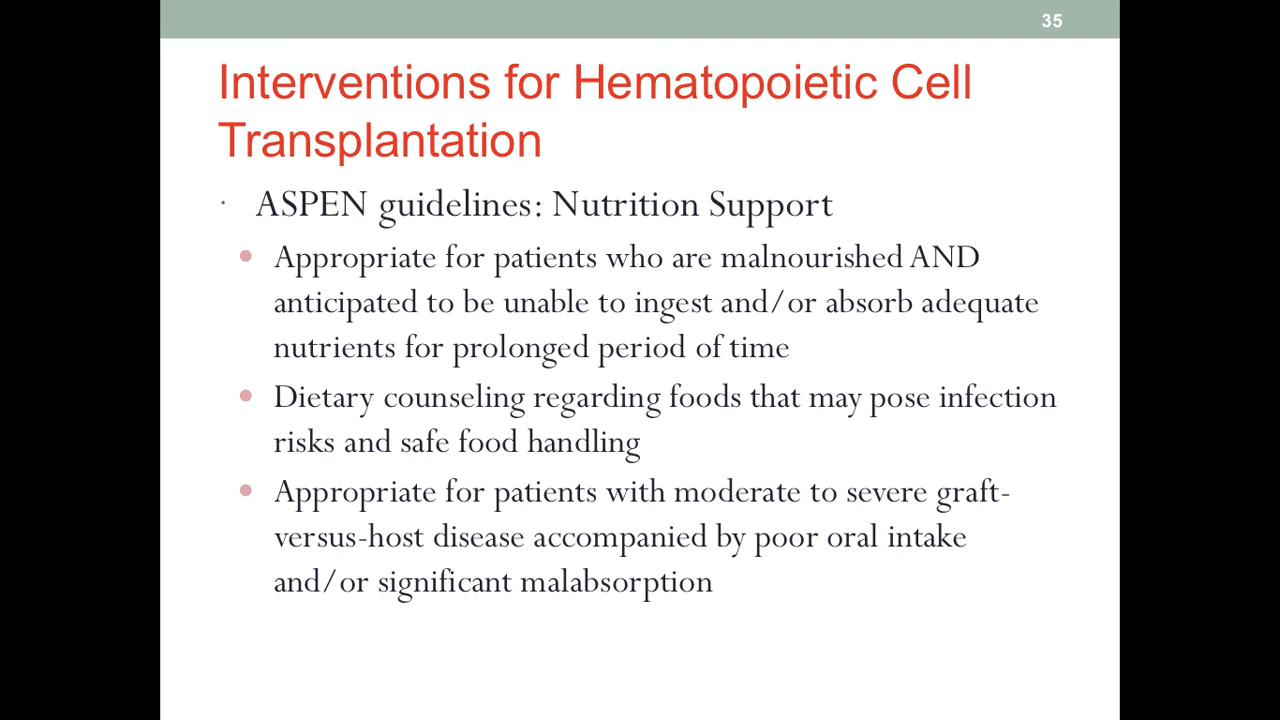 35
Interventions for Hematopoietic Cell
Transplantation
· ASPEN guidelines: Nutrition Support
• Appropriate for patients who are malnourished AND
anticipated to be unable to ingest and/or absorb adequate
nutrients for prolonged period of time
• Dietary counseling regarding foods that may pose infection
risks and safe food handling
• Appropriate for patients with moderate to severe graft-
versus-host disease accompanied by poor oral intake
and/or significant malabsorption